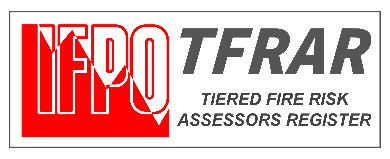 IFPO
TFRAR
TIERED FIRE RISK
ASSESSORS REGISTER